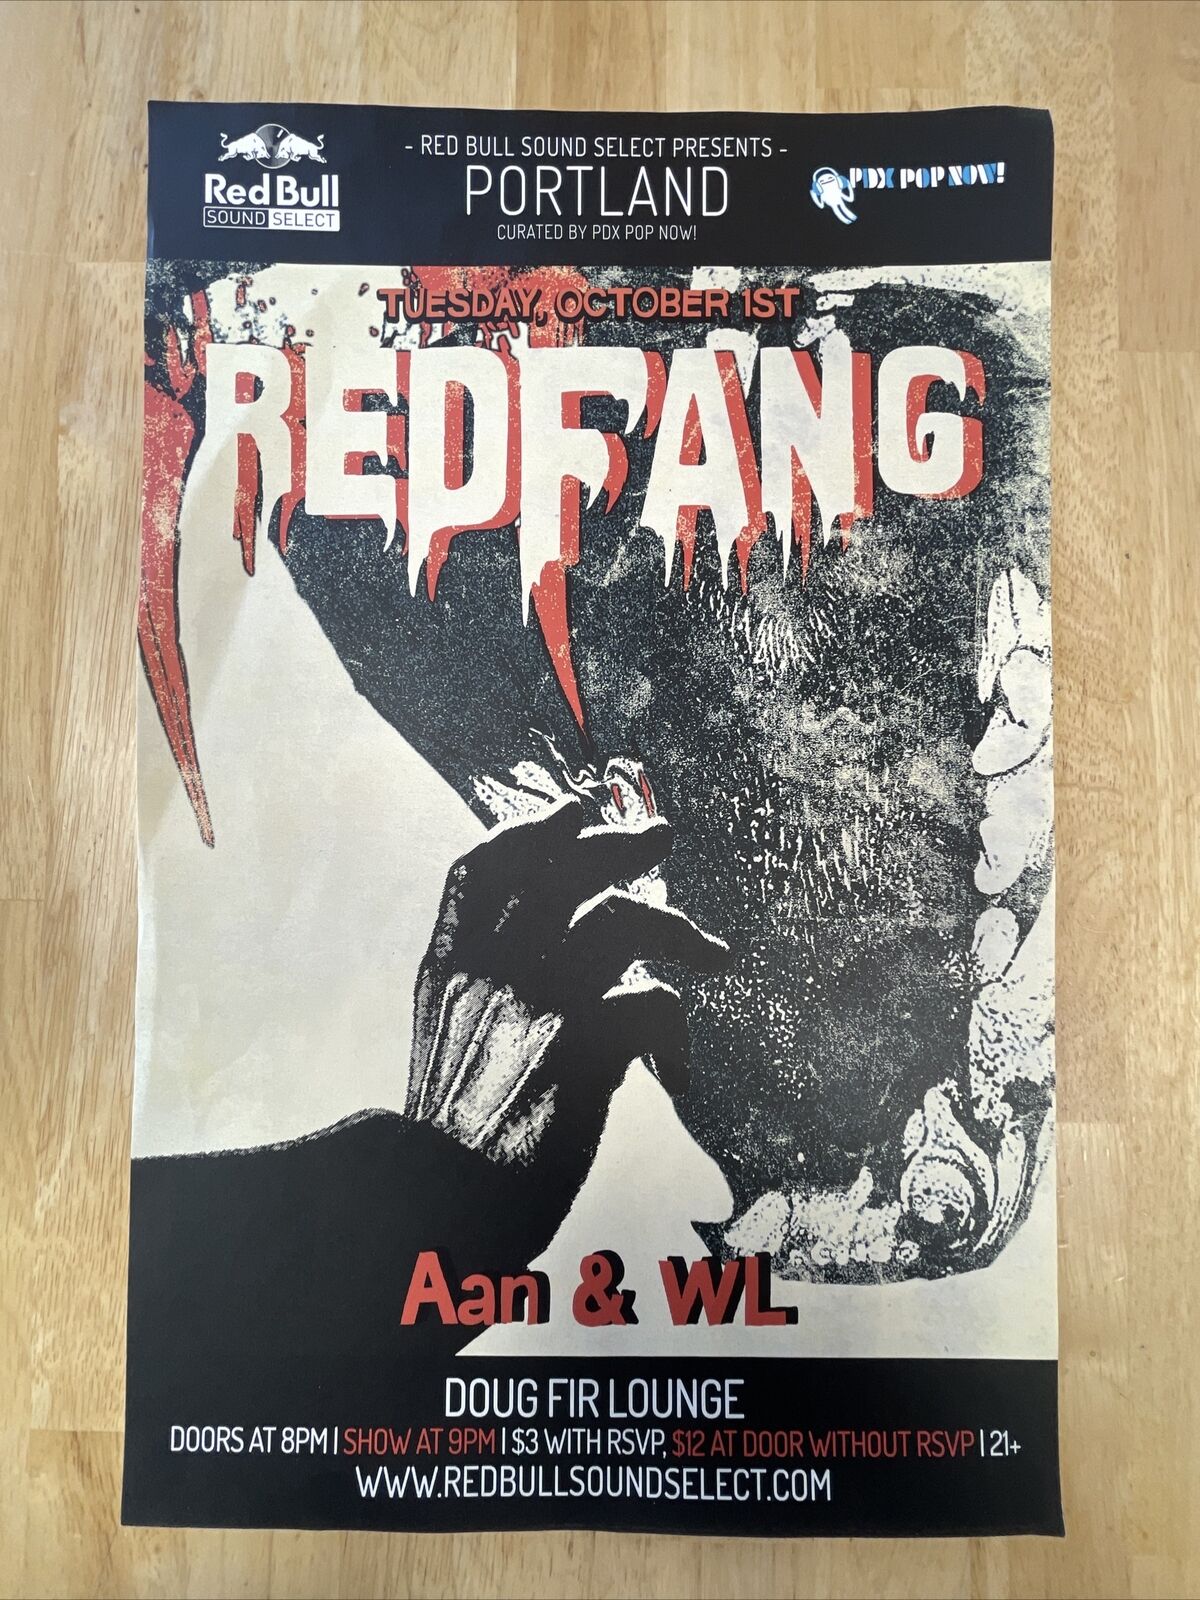 Red Bull
SOUND SELECT
- RED BULL SOUND SELECT PRESENTS -
PORTLAND
CURATED BY PDX POP NOW!
PDX POP NOW!
TUESDAY, OCTOBER 1ST
REDFANG
Aan & WL
DOUG FIR LOUNGE
DOORS AT 8PM | SHOW AT 9PM | $3 WITH RSVP, $12 AT DOOR WITHOUT RSVP | 21+
WWW.REDBULLSOUNDSELECT.COM